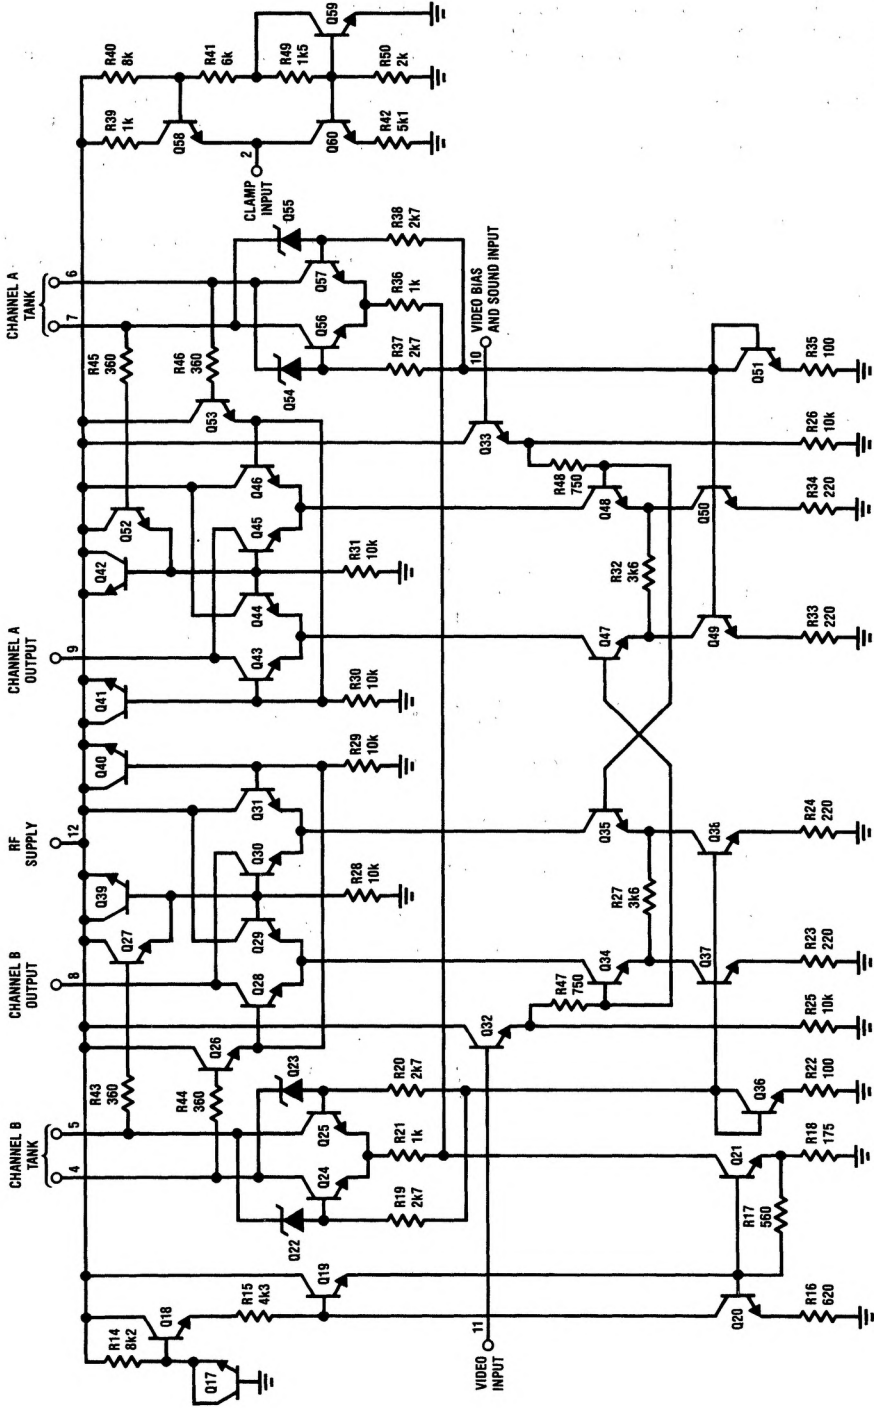 CHANNEL B
TANK
4
5
CHANNEL B
OUTPUT
8
RF
SUPPLY
12
CHANNEL A
OUTPUT
9
CHANNEL A
TANK
7
6
R14
8k2
Q17
Q18
R15
4k3
Q19
Q20
R16
620
R17
560
VIDEO
INPUT
11
R43
360
R44
360
Q22
Q23
Q24
Q25
R19
2k7
R21
1k
R20
2k7
Q21
R18
175
Q36
R22
100
Q26
Q27
Q28
Q29
Q30
Q31
Q39
Q40
R28
10k
R29
10k
Q32
R47
750
R25
10k
Q34
Q35
R27
3k6
Q37
R23
220
Q38
R24
220
Q41
Q42
Q43
Q44
Q45
Q46
R30
10k
R31
10k
Q47
Q48
R32
3k6
R48
750
Q49
R33
220
Q50
R34
220
Q33
R26
10k
10
VIDEO BIAS
AND SOUND INPUT
Q51
R35
100
R45
360
R46
360
Q52
Q53
Q54
Q55
Q56
Q57
R37
2k7
R36
1k
R38
2k7
CLAMP
INPUT
2
R39
1k
R40
8k
Q58
R41
6k
R49
1k5
Q59
Q60
R42
5k1
R50
2k